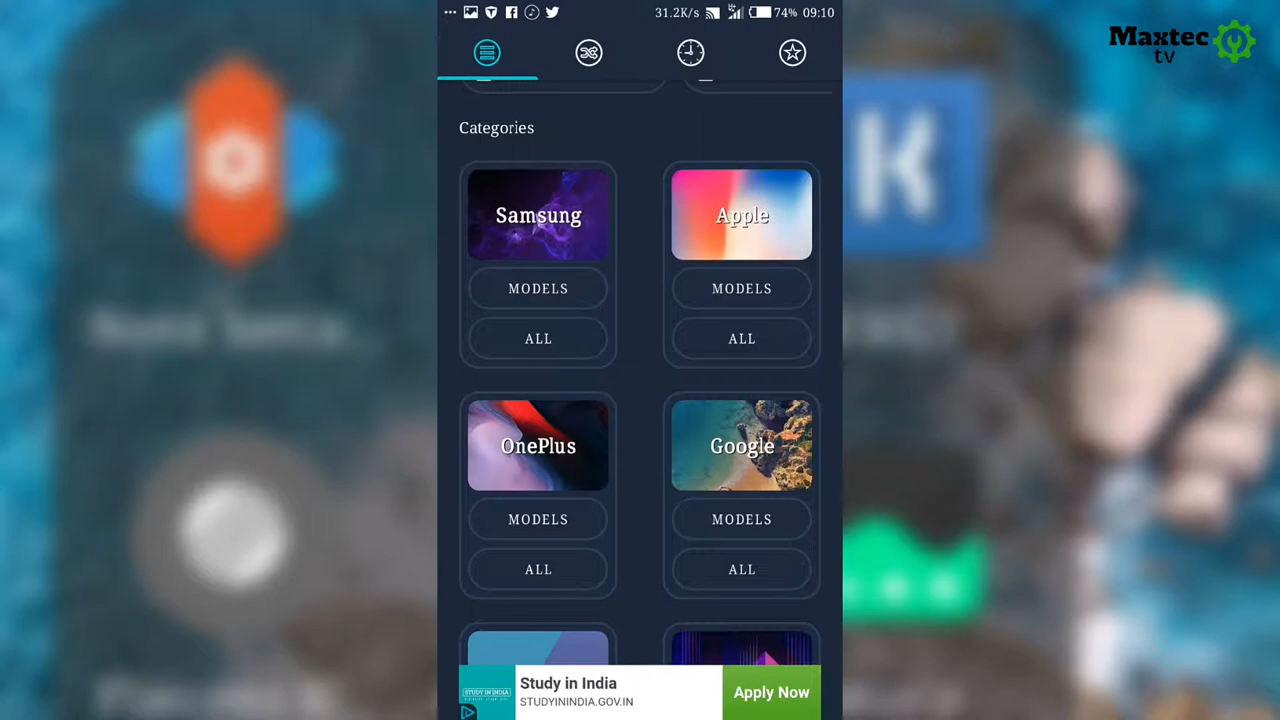 31.2K/s 74% 09:10
Maxtec
tv
Categories
Samsung
Apple
MODELS
MODELS
ALL
ALL
OnePlus
Google
MODELS
MODELS
ALL
ALL
STUDY IN INDIA
Study in India
STUDYININDIA.GOV.IN
Apply Now
K